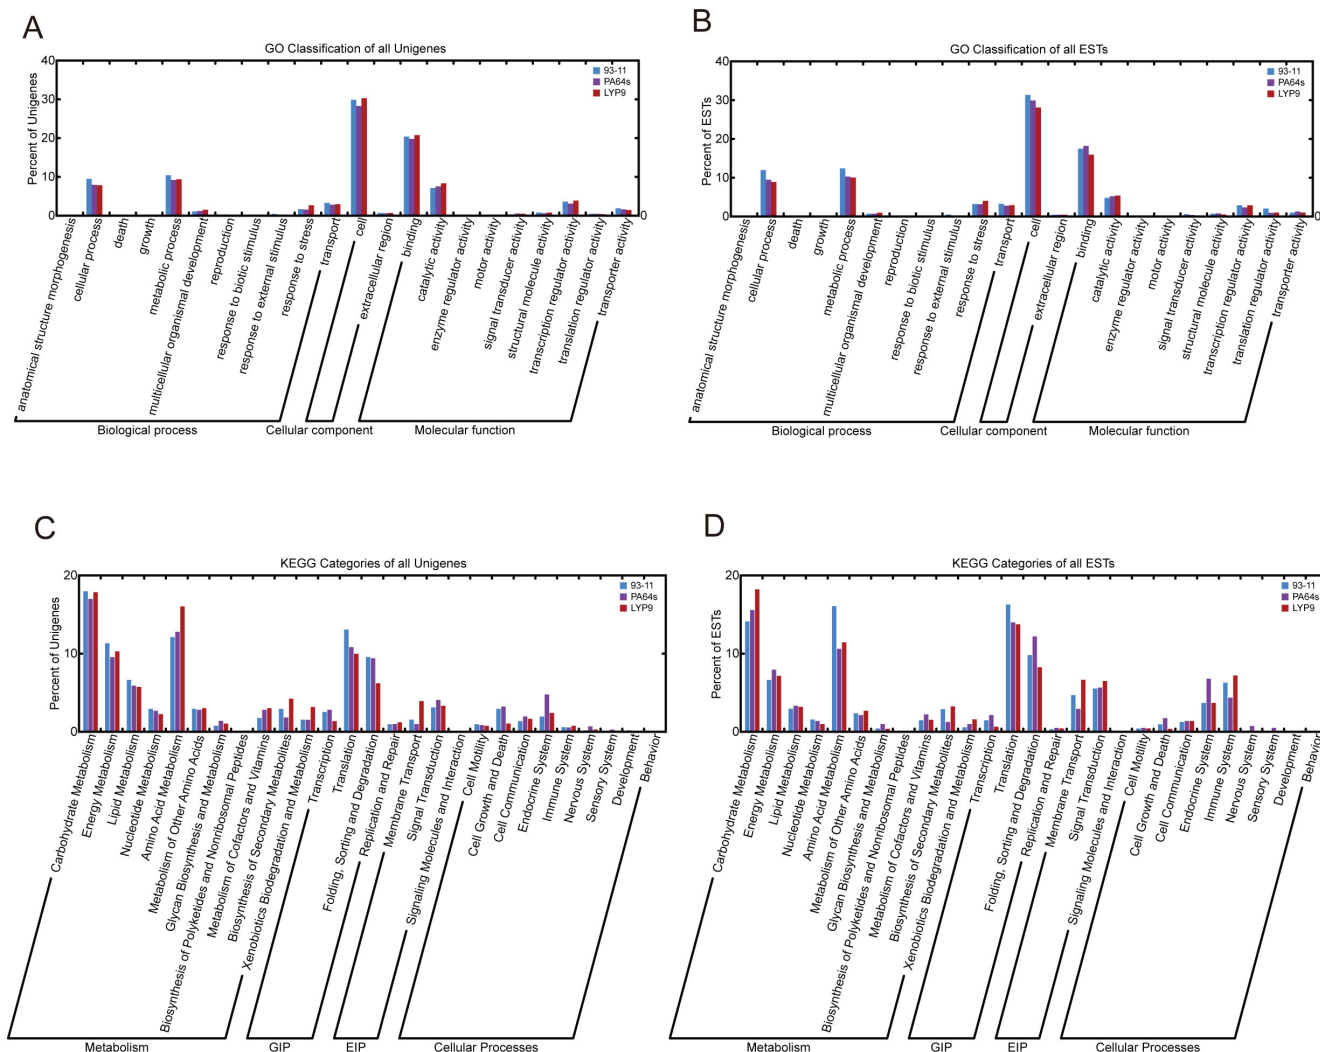 A
GO Classification of all Unigenes
Percent of Unigenes
40
30
20
10
0
0
93-11
PA64s
LYP9
anatomical structure morphogenesis
cellular process
death
growth
metabolic process
multicellular organismal development
reproduction
response to biotic stimulus
response to external stimulus
response to stress
transport
cell
extracellular region
binding
catalytic activity
enzyme regulator activity
motor activity
signal transducer activity
structural molecule activity
transcription regulator activity
translation regulator activity
transporter activity
Biological process
Cellular component
Molecular function
B
GO Classification of all ESTs
Percent of ESTs
40
30
20
10
0
0
93-11
PA64s
LYP9
anatomical structure morphogenesis
cellular process
death
growth
metabolic process
multicellular organismal development
reproduction
response to biotic stimulus
response to external stimulus
response to stress
transport
cell
extracellular region
binding
catalytic activity
enzyme regulator activity
motor activity
signal transducer activity
structural molecule activity
transcription regulator activity
translation regulator activity
transporter activity
Biological process
Cellular component
Molecular function
C
KEGG Categories of all Unigenes
Percent of Unigenes
20
10
0
93-11
PA64s
LYP9
Carbohydrate Metabolism
Energy Metabolism
Lipid Metabolism
Nucleotide Metabolism
Amino Acid Metabolism
Metabolism of Other Amino Acids
Glycan Biosynthesis and Metabolism
Biosynthesis of Polyketides and Nonribosomal Peptides
Metabolism of Cofactors and Vitamins
Biosynthesis of Secondary Metabolites
Xenobiotics Biodegradation and Metabolism
Transcription
Translation
Folding, Sorting and Degradation
Replication and Repair
Membrane Transport
Signal Transduction
Signaling Molecules and Interaction
Cell Motility
Cell Growth and Death
Cell Communication
Endocrine System
Immune System
Nervous System
Sensory System
Development
Behavior
Metabolism
GIP
EIP
Cellular Processes
D
KEGG Categories of all ESTs
Percent of ESTs
20
10
0
93-11
PA64s
LYP9
Carbohydrate Metabolism
Energy Metabolism
Lipid Metabolism
Nucleotide Metabolism
Amino Acid Metabolism
Metabolism of Other Amino Acids
Glycan Biosynthesis and Metabolism
Biosynthesis of Polyketides and Nonribosomal Peptides
Metabolism of Cofactors and Vitamins
Biosynthesis of Secondary Metabolites
Xenobiotics Biodegradation and Metabolism
Transcription
Translation
Folding, Sorting and Degradation
Replication and Repair
Membrane Transport
Signal Transduction
Signaling Molecules and Interaction
Cell Motility
Cell Growth and Death
Cell Communication
Endocrine System
Immune System
Nervous System
Sensory System
Development
Behavior
Metabolism
GIP
EIP
Cellular Processes